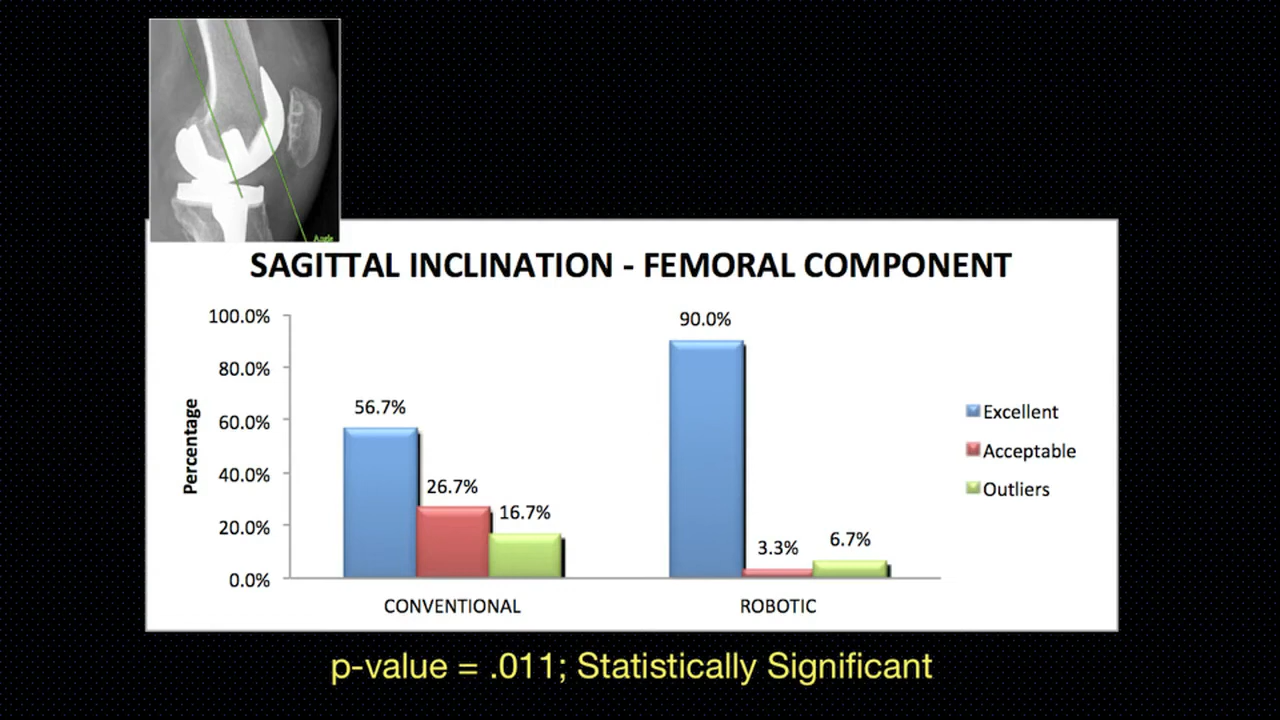 Angle
SAGITTAL INCLINATION - FEMORAL COMPONENT
Percentage
100.0%
80.0%
60.0%
40.0%
20.0%
0.0%
56.7%
26.7%
16.7%
90.0%
3.3%
6.7%
CONVENTIONAL
ROBOTIC
Excellent
Acceptable
Outliers
p-value = .011; Statistically Significant